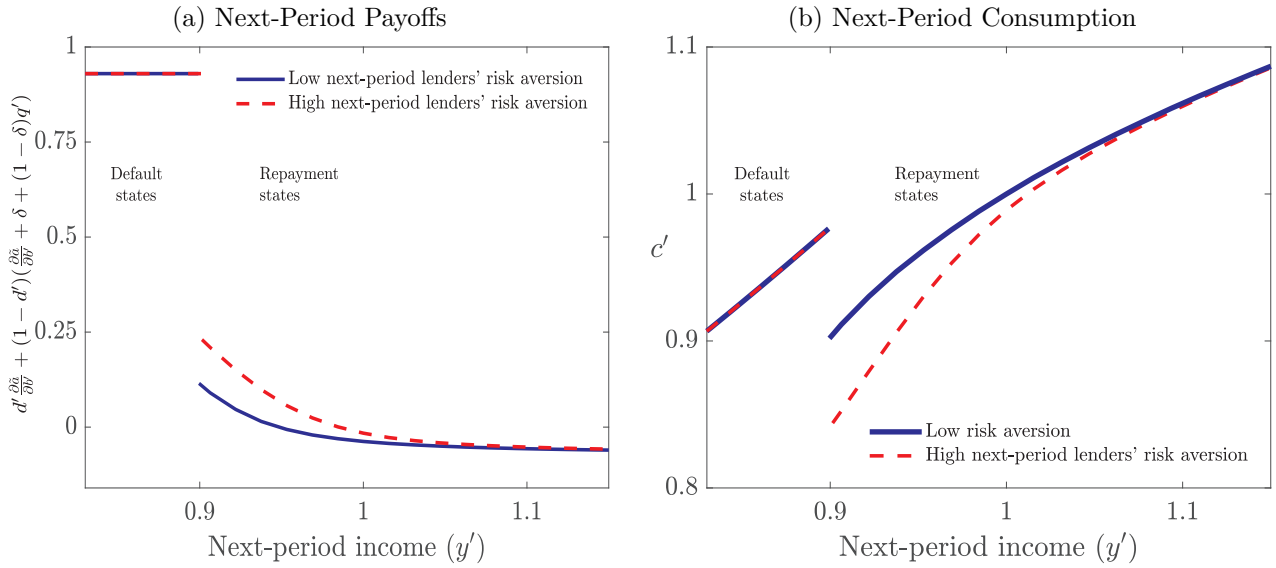 (a) Next-Period Payoffs
d′ ∂ã/∂b′ + (1 − d′)(∂ã/∂b′ + δ + (1 − δ)q′)
1
0.75
0.5
0.25
0
Low next-period lenders' risk aversion
High next-period lenders' risk aversion
Default
states
Repayment
states
0.9
1
1.1
Next-period income (y′)
(b) Next-Period Consumption
c′
1.1
1
0.9
0.8
Default
states
Repayment
states
Low risk aversion
High next-period lenders' risk aversion
0.9
1
1.1
Next-period income (y′)